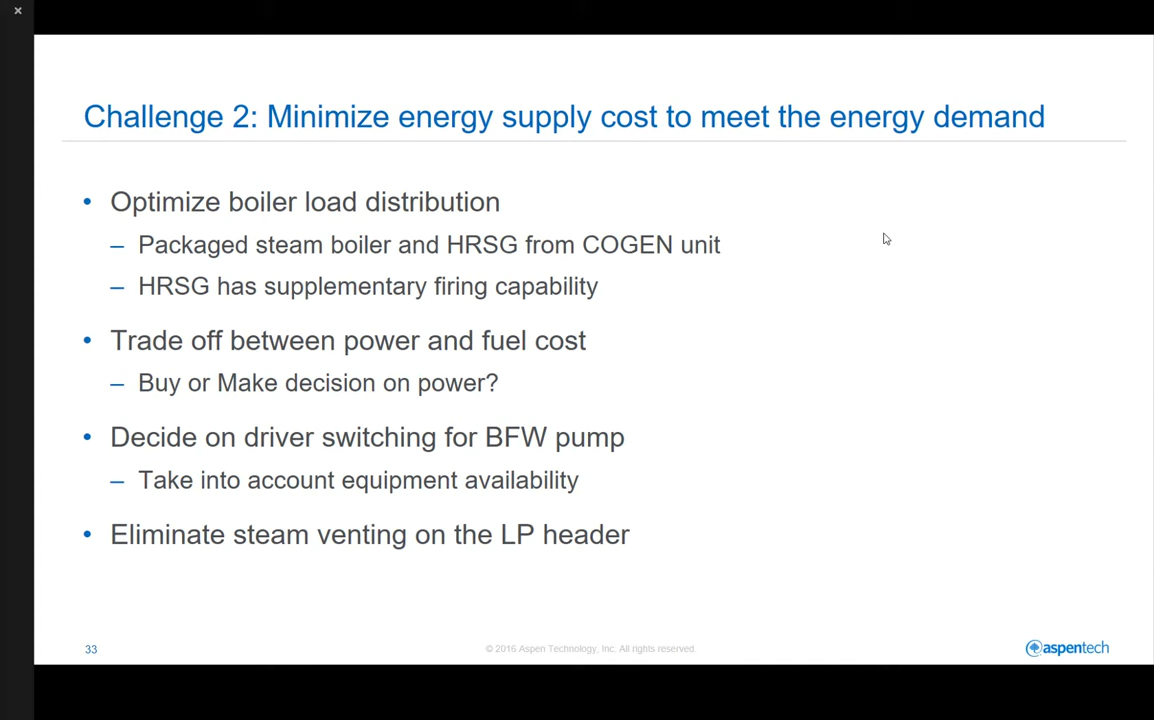 Challenge 2: Minimize energy supply cost to meet the energy demand
• Optimize boiler load distribution
– Packaged steam boiler and HRSG from COGEN unit
– HRSG has supplementary firing capability
• Trade off between power and fuel cost
– Buy or Make decision on power?
• Decide on driver switching for BFW pump
– Take into account equipment availability
• Eliminate steam venting on the LP header
33
© 2016 Aspen Technology, Inc. All rights reserved.
aspentech